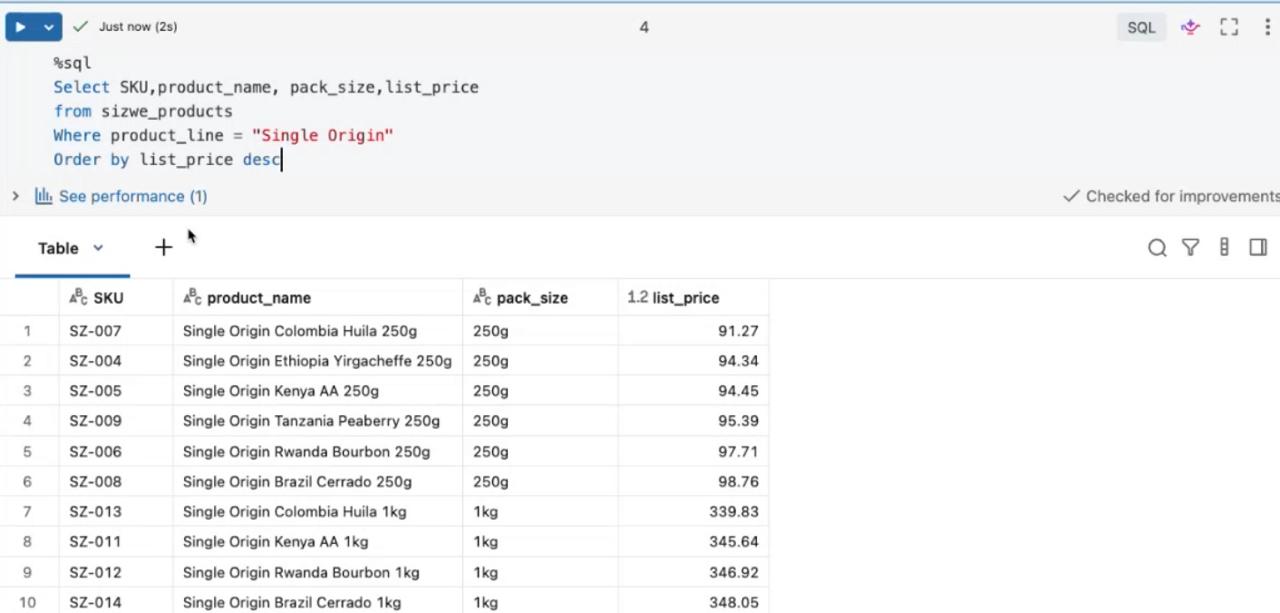 Just now (2s)
4
SQL
%sql
Select SKU,product_name, pack_size,list_price
from sizwe_products
Where product_line = "Single Origin"
Order by list_price desc
See performance (1)
Checked for improvements
Table
ABC SKU ABC product_name ABC pack_size 1.2 list_price
1 SZ-007 Single Origin Colombia Huila 250g 250g 91.27
2 SZ-004 Single Origin Ethiopia Yirgacheffe 250g 250g 94.34
3 SZ-005 Single Origin Kenya AA 250g 250g 94.45
4 SZ-009 Single Origin Tanzania Peaberry 250g 250g 95.39
5 SZ-006 Single Origin Rwanda Bourbon 250g 250g 97.71
6 SZ-008 Single Origin Brazil Cerrado 250g 250g 98.76
7 SZ-013 Single Origin Colombia Huila 1kg 1kg 339.83
8 SZ-011 Single Origin Kenya AA 1kg 1kg 345.64
9 SZ-012 Single Origin Rwanda Bourbon 1kg 1kg 346.92
10 SZ-014 Single Origin Brazil Cerrado 1kg 1kg 348.05